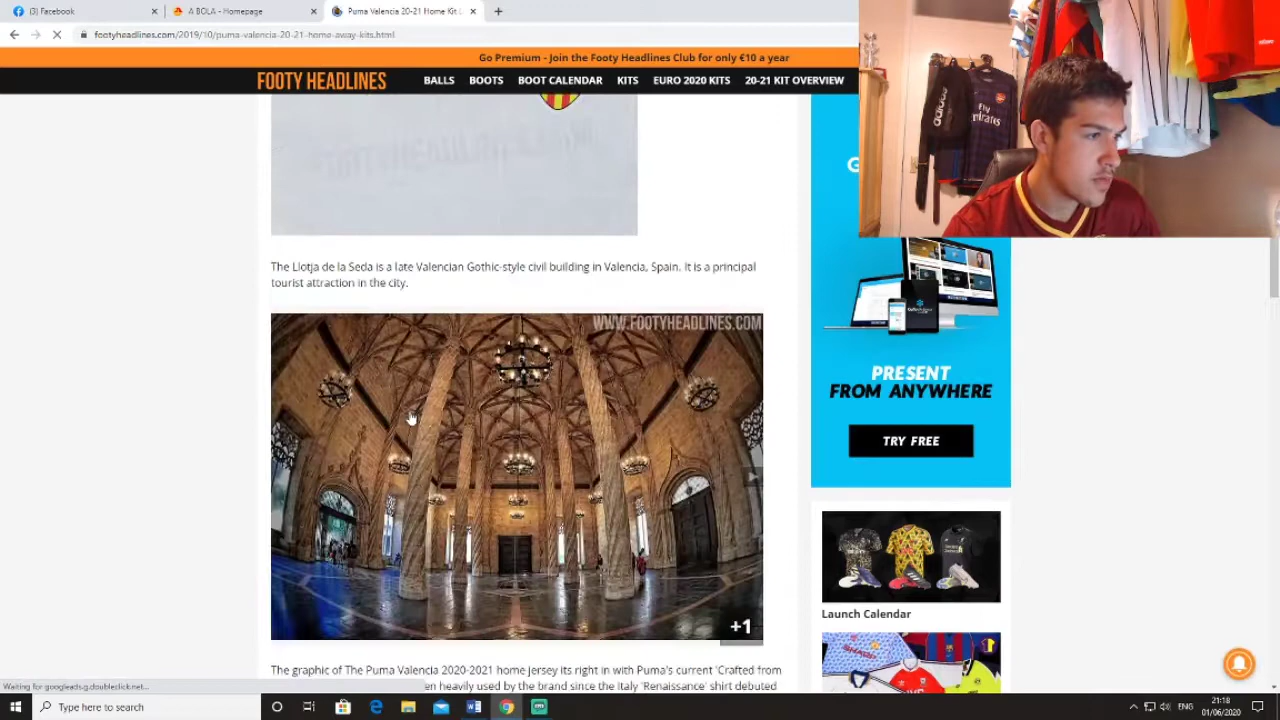 (3) Facebook
A BOLA - Homepage
Puma Valencia 20-21 Home Kit L
footyheadlines.com/2019/10/puma-valencia-20-21-home-away-kits.html
Go Premium - Join the Footy Headlines Club for only €10 a year
FOOTY HEADLINES
BALLS BOOTS BOOT CALENDAR KITS EURO 2020 KITS 20-21 KIT OVERVIEW
adidas
Fly
Emirates
The Llotja de la Seda is a late Valencian Gothic-style civil building in Valencia, Spain. It is a principal
tourist attraction in the city.
WWW.FOOTYHEADLINES.COM
+1
PRESENT
FROM ANYWHERE
TRY FREE
Launch Calendar
The graphic of The Puma Valencia 2020-2021 home jersey its right in with Puma's current 'Crafted from
en heavily used by the brand since the Italy 'Renaissance' shirt debuted
Waiting for googleads.g.doubleclick.net...
Type here to search
ENG
21:18
01/06/2020